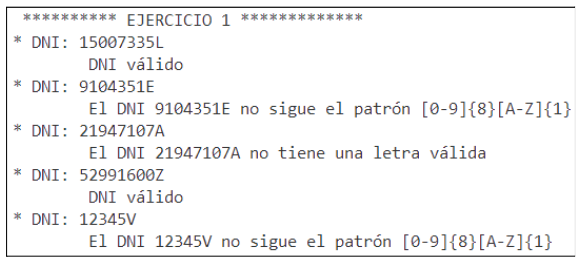 ********** EJERCICIO 1 *************
* DNI: 15007335L
DNI válido
* DNI: 9104351E
El DNI 9104351E no sigue el patrón [0-9]{8}[A-Z]{1}
* DNI: 21947107A
El DNI 21947107A no tiene una letra válida
* DNI: 52991600Z
DNI válido
* DNI: 12345V
El DNI 12345V no sigue el patrón [0-9]{8}[A-Z]{1}